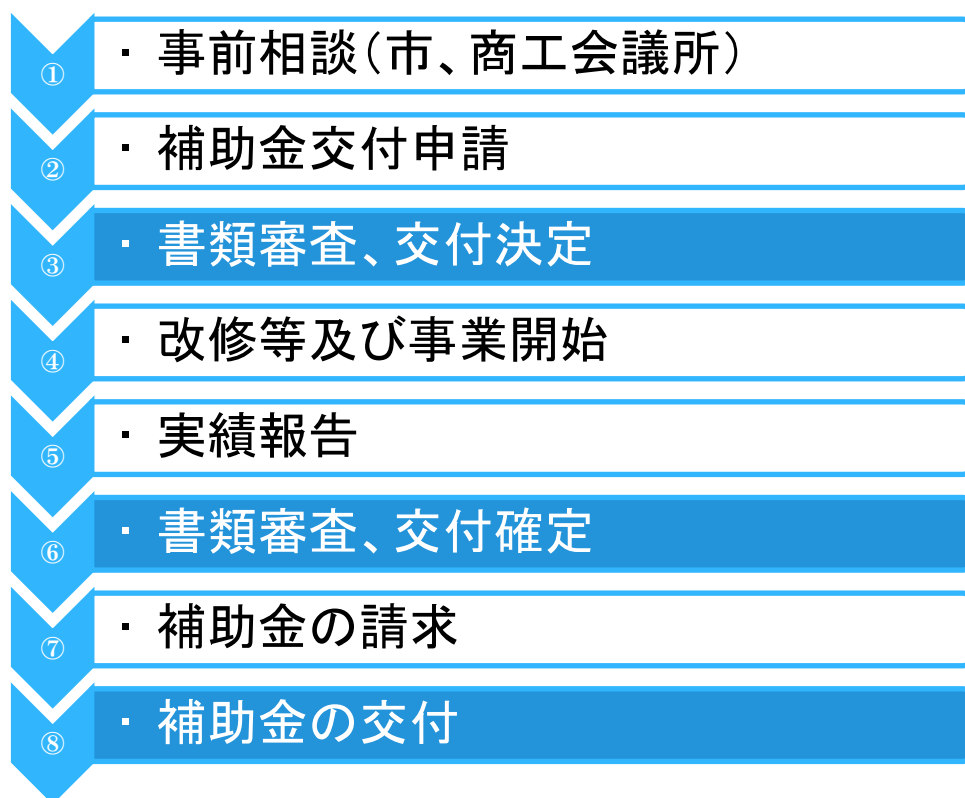 ①
・事前相談(市、商工会議所)
②
・補助金交付申請
③
・書類審査、交付決定
④
・改修等及び事業開始
⑤
・実績報告
⑥
・書類審査、交付確定
⑦
・補助金の請求
⑧
・補助金の交付